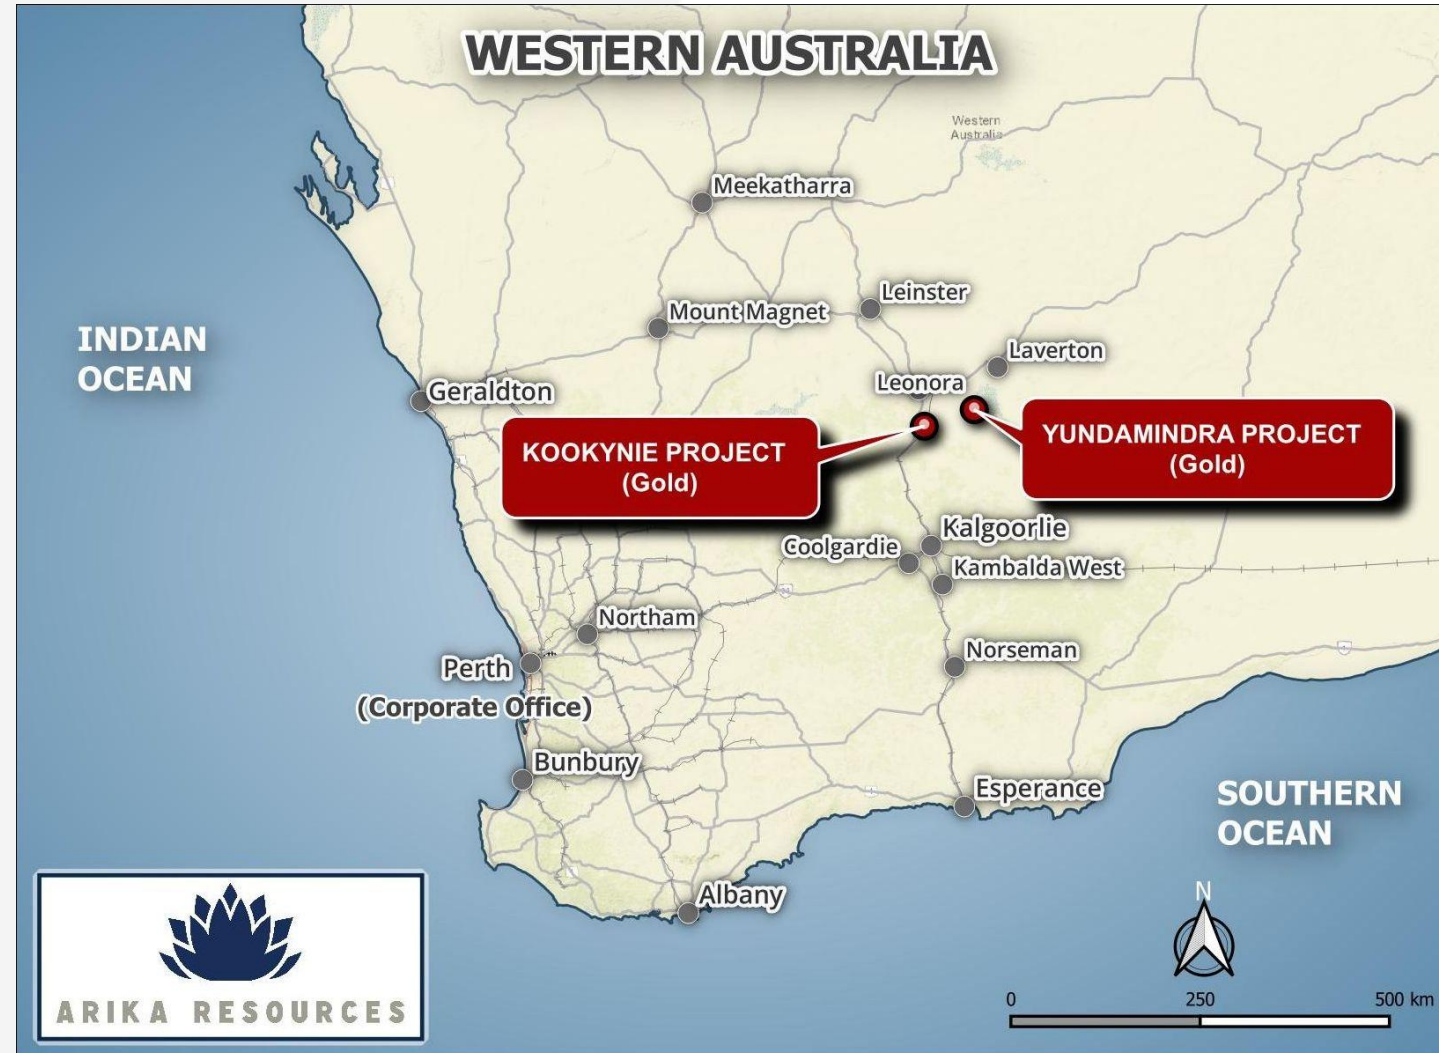 WESTERN AUSTRALIA
Western
Australia
Meekatharra
Leinster
Mount Magnet
INDIAN
OCEAN
Laverton
Leonora
Geraldton
KOOKYNIE PROJECT
(Gold)
YUNDAMINDRA PROJECT
(Gold)
Kalgoorlie
Coolgardie
Kambalda West
Northam
Norseman
Perth
(Corporate Office)
Bunbury
Esperance
SOUTHERN
OCEAN
Albany
N
0 250 500 km
ARIKA RESOURCES